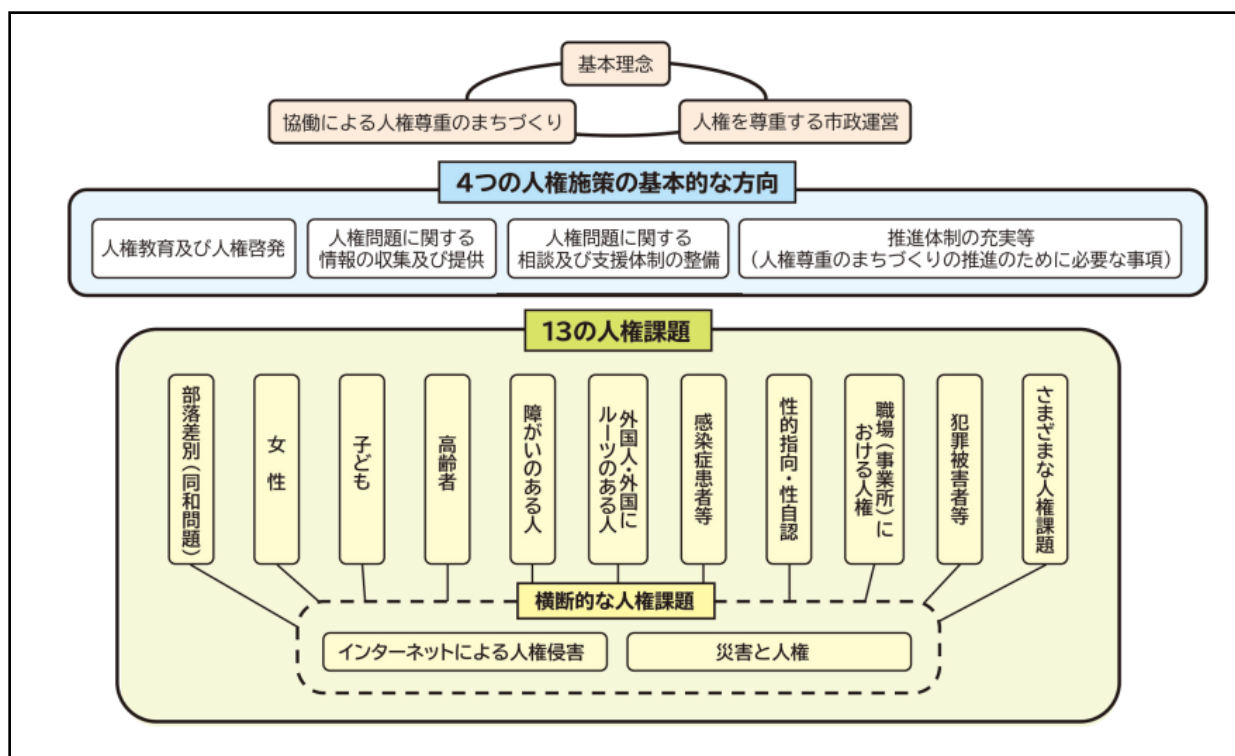 基本理念
協働による人権尊重のまちづくり
人権を尊重する市政運営
4つの人権施策の基本的な方向
人権教育及び人権啓発
人権問題に関する
情報の収集及び提供
人権問題に関する
相談及び支援体制の整備
推進体制の充実等
（人権尊重のまちづくりの推進のために必要な事項）
13の人権課題
部落差別（同和問題）
女 性
子ども
高齢者
障がいのある人
外国人・外国に
ルーツのある人
感染症患者等
性的指向・性自認
職場（事業所）に
おける人権
犯罪被害者等
さまざまな人権課題
横断的な人権課題
インターネットによる人権侵害
災害と人権